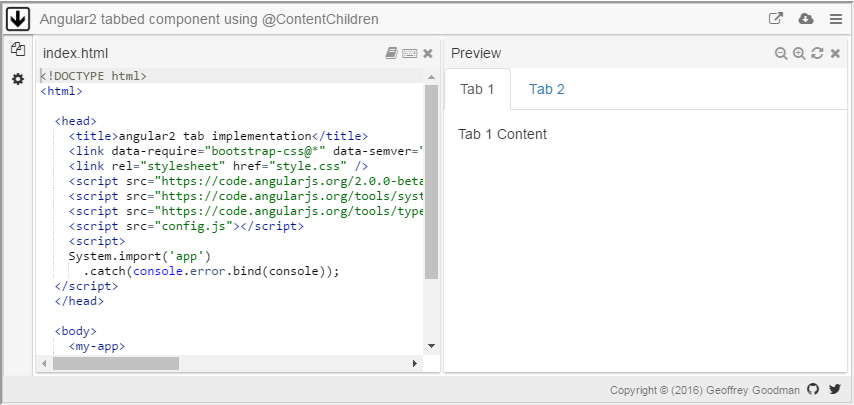 Angular2 tabbed component using @ContentChildren
index.html
<!DOCTYPE html>
<html>
<head>
<title>angular2 tab implementation</title>
<link data-require="bootstrap-css@*" data-semver="
<link rel="stylesheet" href="style.css" />
<script src="https://code.angularjs.org/2.0.0-beta
<script src="https://code.angularjs.org/tools/syst
<script src="https://code.angularjs.org/tools/type
<script src="config.js"></script>
<script>
System.import('app')
.catch(console.error.bind(console));
</script>
</head>
<body>
<my-app>
Preview
Tab 1 Tab 2
Tab 1 Content
Copyright © (2016) Geoffrey Goodman